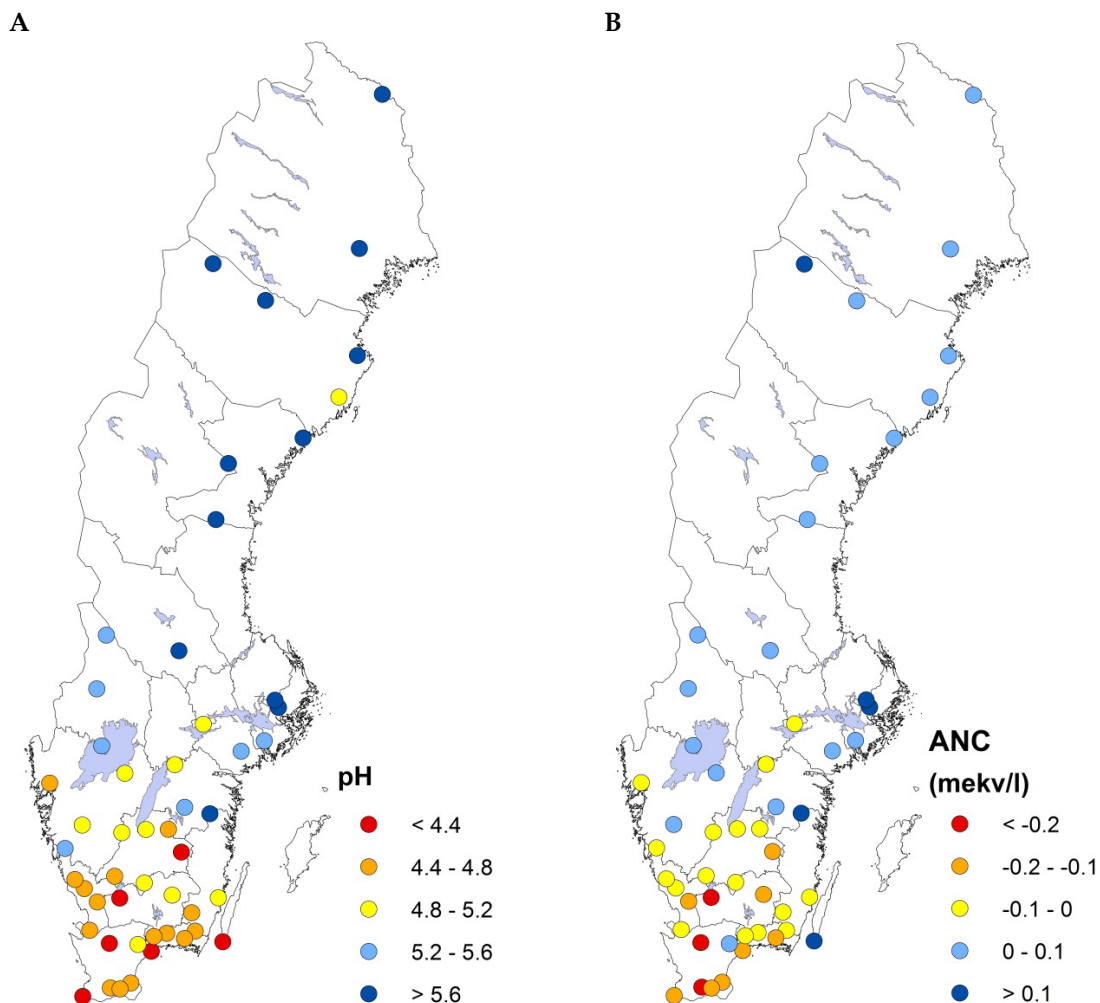 A
B
pH
< 4.4
4.4 - 4.8
4.8 - 5.2
5.2 - 5.6
> 5.6
ANC
(mekv/l)
< -0.2
-0.2 - -0.1
-0.1 - 0
0 - 0.1
> 0.1